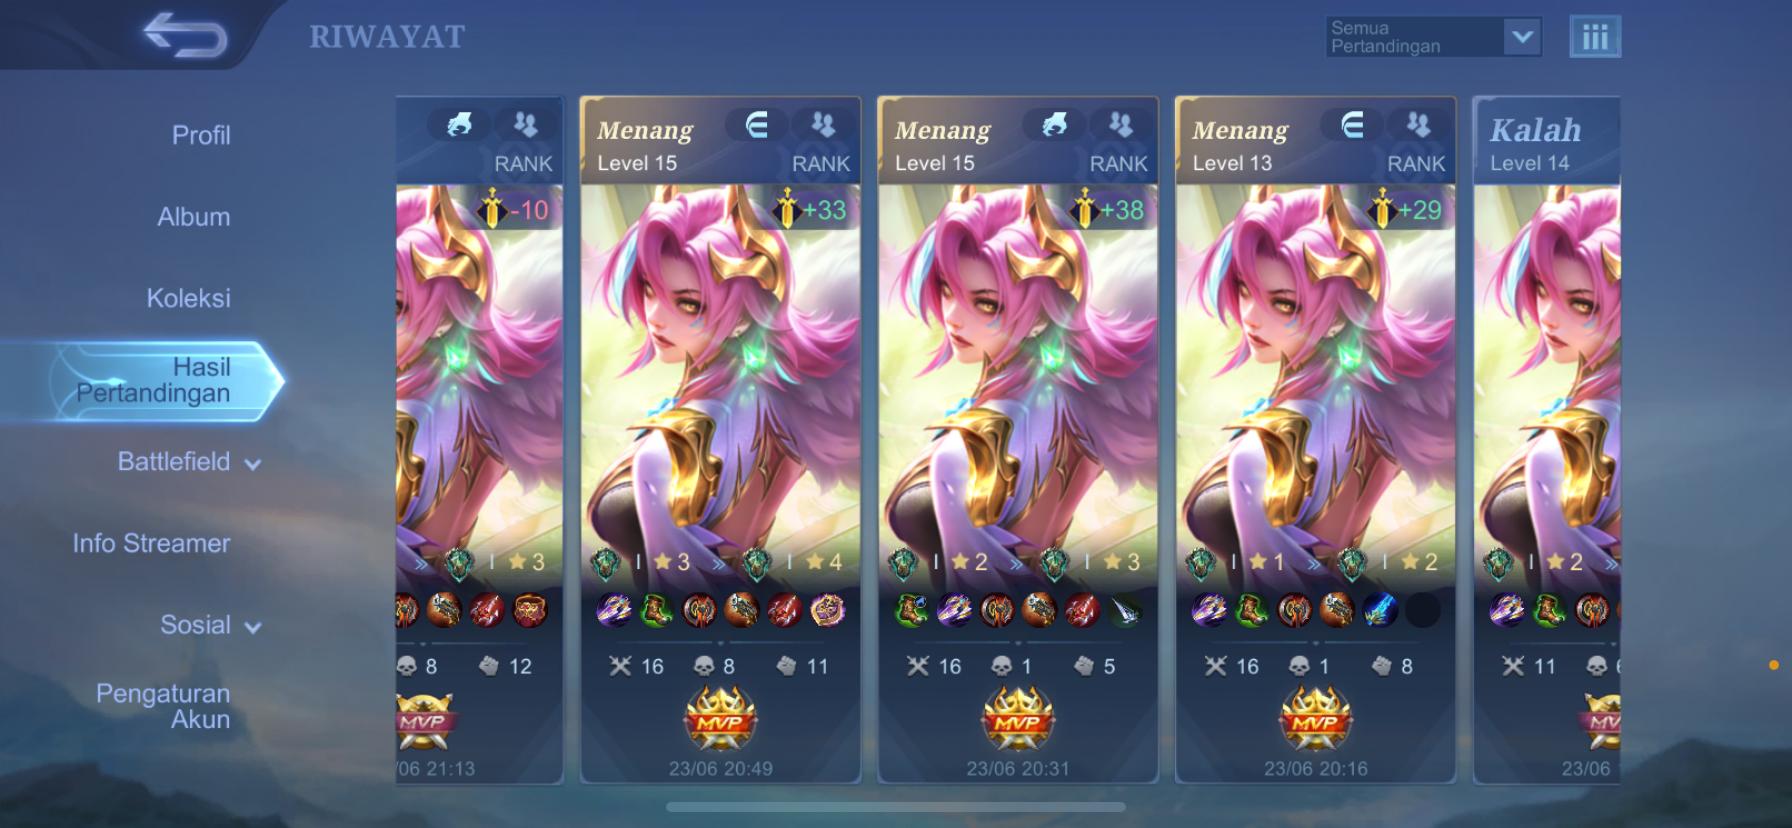 RIWAYAT
Semua
Pertandingan
Profil
Album
Koleksi
Hasil
Pertandingan
Battlefield
Info Streamer
Sosial
Pengaturan
Akun
RANK
-10
I 3
8 12
MVP
/06 21:13
Menang
Level 15
RANK
+33
I 3 » I 4
16 8 11
MVP
23/06 20:49
Menang
Level 15
RANK
+38
I 2 » I 3
16 1 5
MVP
23/06 20:31
Menang
Level 13
RANK
+29
I 1 » I 2
16 1 8
MVP
23/06 20:16
Kalah
Level 14
I 2 »
11
23/06